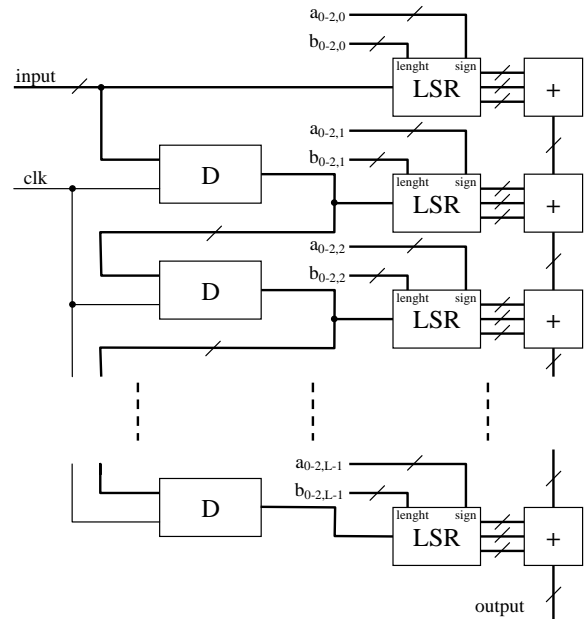 a0-2,0
b0-2,0
lenght sign
input
LSR
+
a0-2,1
b0-2,1
clk
lenght sign
D
LSR
+
a0-2,2
b0-2,2
lenght sign
D
LSR
+
a0-2,L-1
b0-2,L-1
lenght sign
D
LSR
+
output